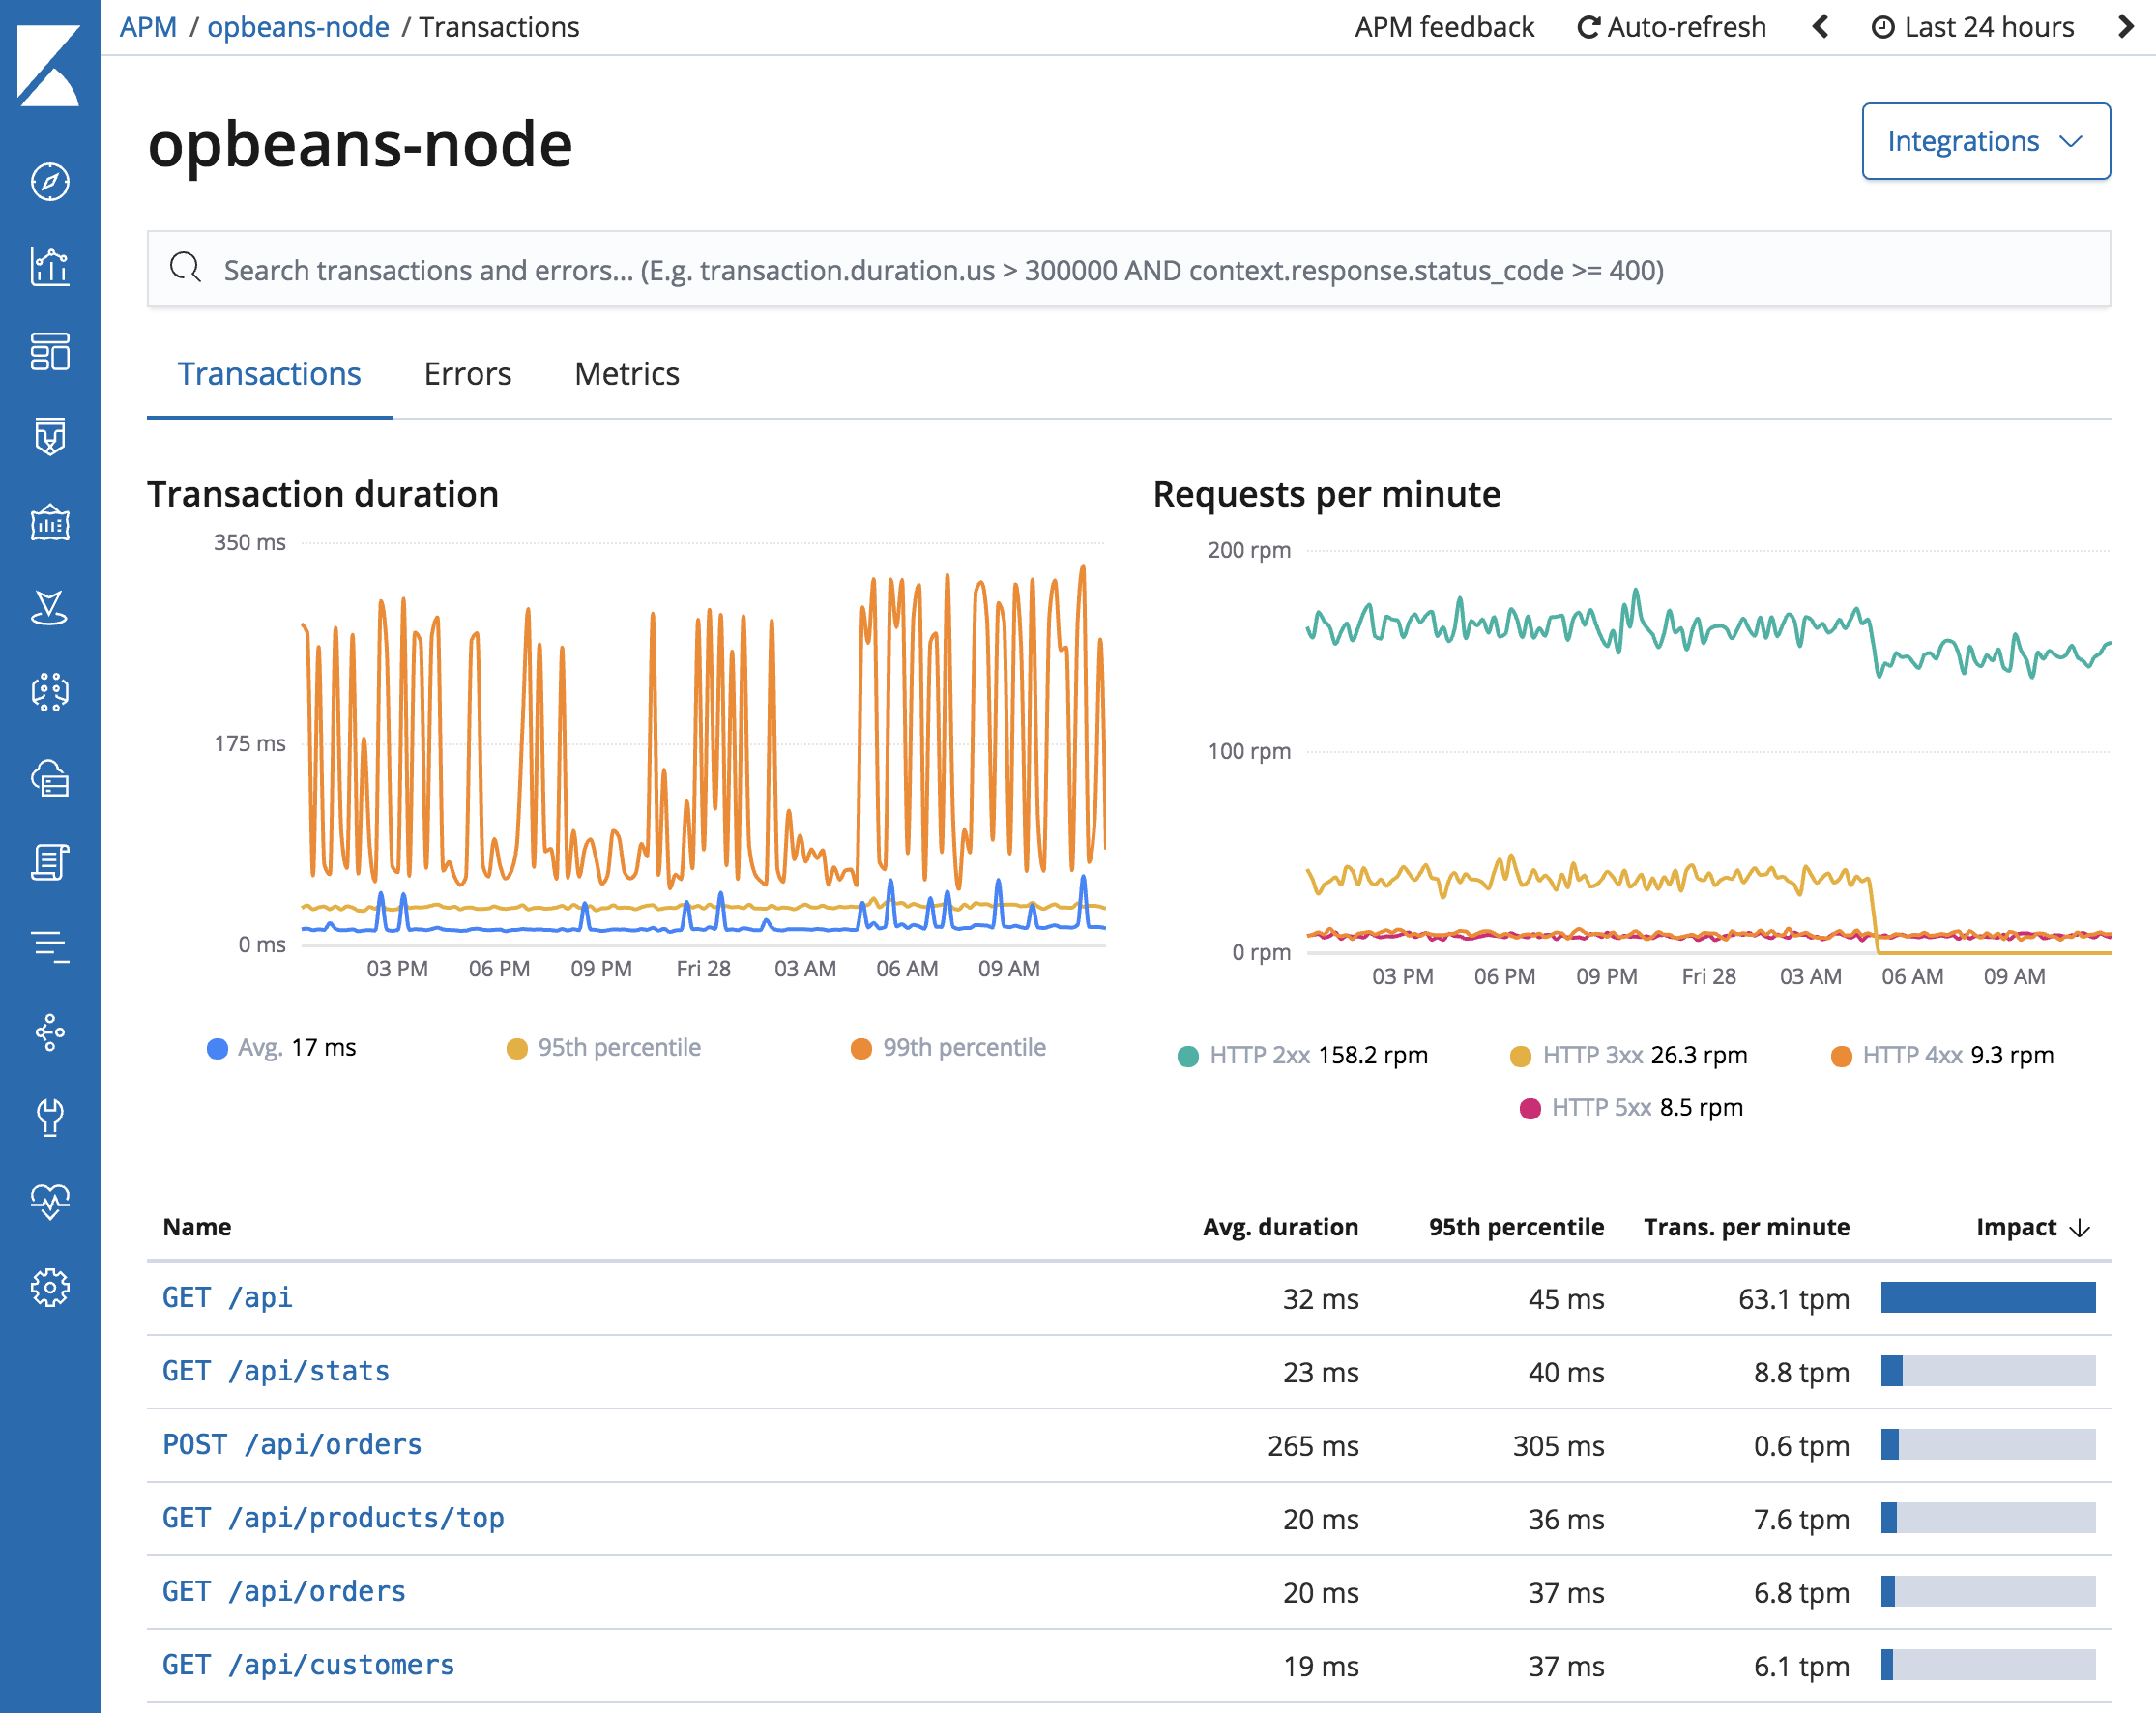 APM / opbeans-node / Transactions
APM feedback Auto-refresh Last 24 hours
opbeans-node
Integrations
Search transactions and errors... (E.g. transaction.duration.us > 300000 AND context.response.status_code >= 400)
Transactions Errors Metrics
Transaction duration
350 ms
175 ms
0 ms
03 PM 06 PM 09 PM Fri 28 03 AM 06 AM 09 AM
Avg. 17 ms 95th percentile 99th percentile
Requests per minute
200 rpm
100 rpm
0 rpm
03 PM 06 PM 09 PM Fri 28 03 AM 06 AM 09 AM
HTTP 2xx 158.2 rpm HTTP 3xx 26.3 rpm HTTP 4xx 9.3 rpm
HTTP 5xx 8.5 rpm
Name Avg. duration 95th percentile Trans. per minute Impact
GET /api 32 ms 45 ms 63.1 tpm
GET /api/stats 23 ms 40 ms 8.8 tpm
POST /api/orders 265 ms 305 ms 0.6 tpm
GET /api/products/top 20 ms 36 ms 7.6 tpm
GET /api/orders 20 ms 37 ms 6.8 tpm
GET /api/customers 19 ms 37 ms 6.1 tpm